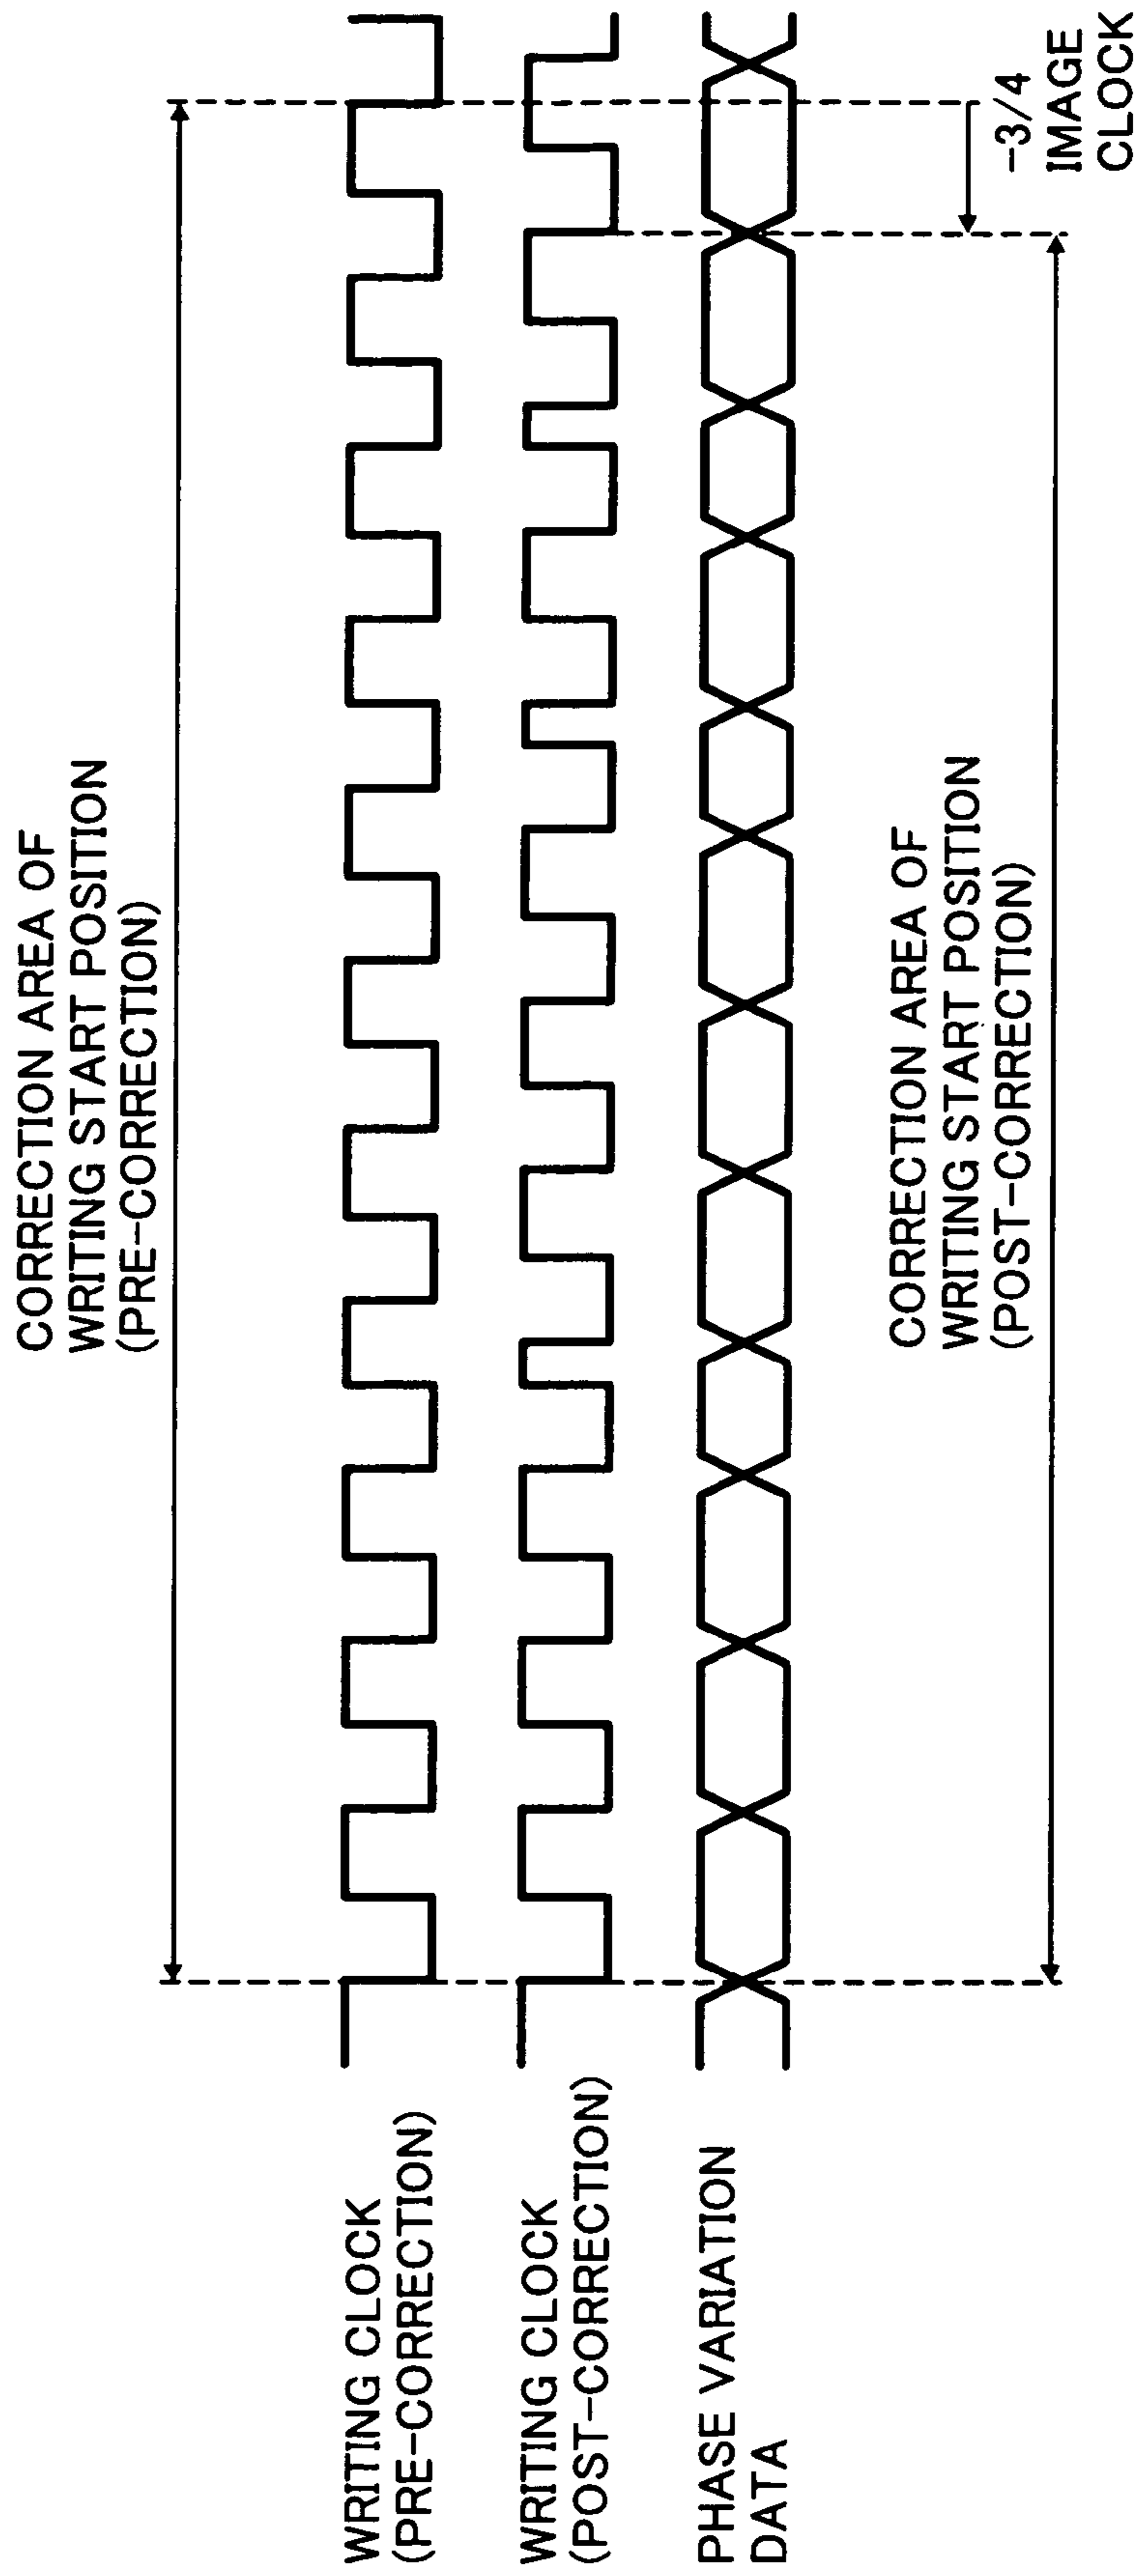 CORRECTION AREA OF
WRITING START POSITION
(PRE-CORRECTION)
WRITING CLOCK
(PRE-CORRECTION)
WRITING CLOCK
(POST-CORRECTION)
PHASE VARIATION
DATA
CORRECTION AREA OF
WRITING START POSITION
(POST-CORRECTION)
-3/4
IMAGE
CLOCK